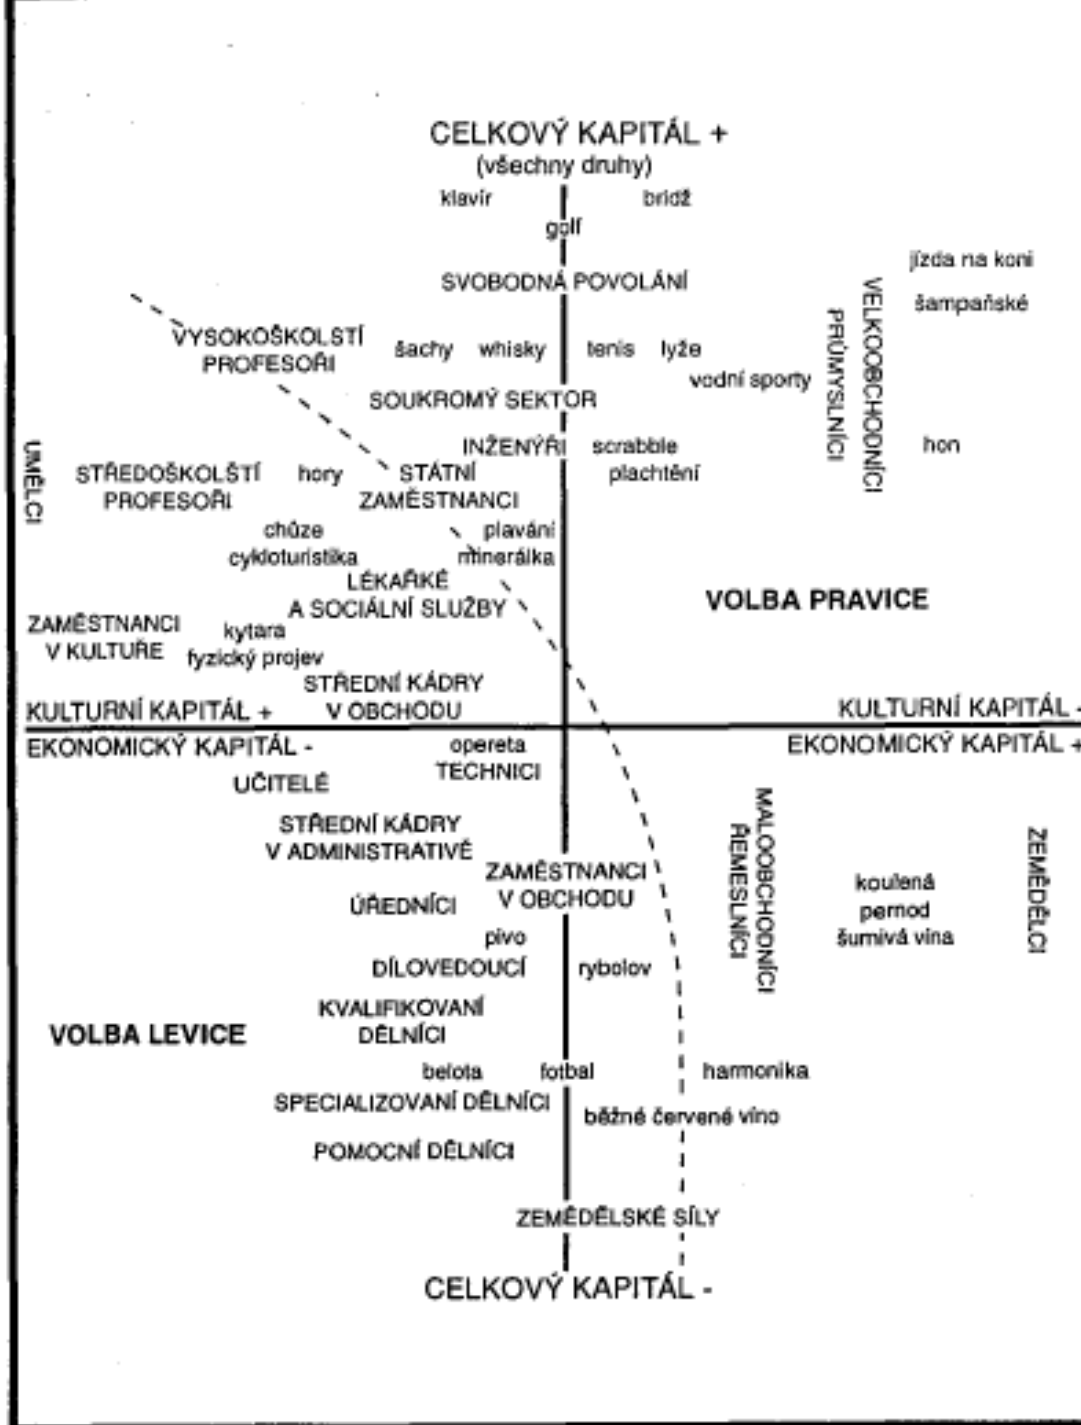 CELKOVÝ KAPITÁL +
(všechny druhy)
klavír bridž
golf
jízda na koni
SVOBODNÁ POVOLÁNÍ
šampaňské
VELKOOBCHODNÍCI
PRŮMYSLNÍCI
VYSOKOŠKOLSTÍ
PROFESOŘI
šachy whisky tenis lyže
vodní sporty
SOUKROMÝ SEKTOR
INŽENÝŘI scrabble
hon
UMĚLCI
STŘEDOŠKOLŠTÍ
PROFESOŘI
hory
STÁTNÍ
ZAMĚSTNANCI
plachtění
chůze plavání
cykloturistika minerálka
LÉKAŘKÉ
A SOCIÁLNÍ SLUŽBY
VOLBA PRAVICE
ZAMĚSTNANCI
V KULTUŘE
kytara
fyzický projev
STŘEDNÍ KÁDRY
V OBCHODU
KULTURNÍ KAPITÁL + KULTURNÍ KAPITÁL -
EKONOMICKÝ KAPITÁL - EKONOMICKÝ KAPITÁL +
opereta
TECHNICI
UČITELÉ
STŘEDNÍ KÁDRY
V ADMINISTRATIVĚ
MALOOBCHODNÍCI
ŘEMESLNÍCI
ZEMĚDĚLCI
ZAMĚSTNANCI
V OBCHODU
kouřená
pernod
šumivá vína
ÚŘEDNÍCI
pivo
DÍLOVEDOUCÍ rybolov
KVALIFIKOVANÍ
DĚLNÍCI
VOLBA LEVICE
belota fotbal harmonika
SPECIALIZOVANÍ DĚLNÍCI
běžné červené víno
POMOCNÍ DĚLNÍCI
ZEMĚDĚLSKÉ SÍLY
CELKOVÝ KAPITÁL -